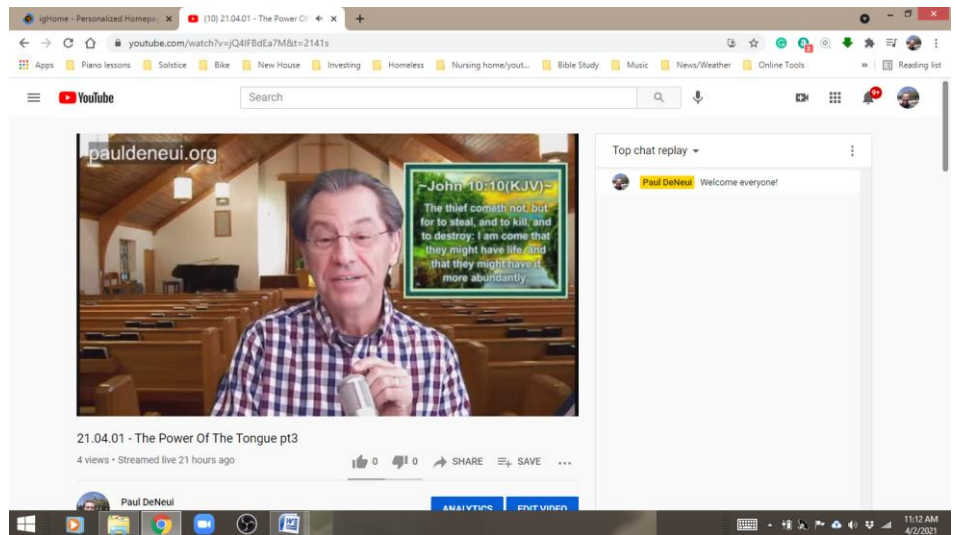 igHome - Personalized Homepag
(10) 21.04.01 - The Power Of
youtube.com/watch?v=jQ4lFBdEa7M&t=2141s
Apps
Piano lessons
Solstice
Bike
New House
Investing
Homeless
Nursing home/yout...
Bible Study
Music
News/Weather
Online Tools
»
Reading list
YouTube
Search
9+
pauldeneui.org
~John 10:10(KJV)~
The thief cometh not, but
for to steal, and to kill, and
to destroy: I am come that
they might have life, and
that they might have it
more abundantly
Top chat replay
Paul DeNeui Welcome everyone!
21.04.01 - The Power Of The Tongue pt3
4 views • Streamed live 21 hours ago
0
0
SHARE
SAVE
Paul DeNeui
ANALYTICS
EDIT VIDEO
11:12 AM
4/2/2021